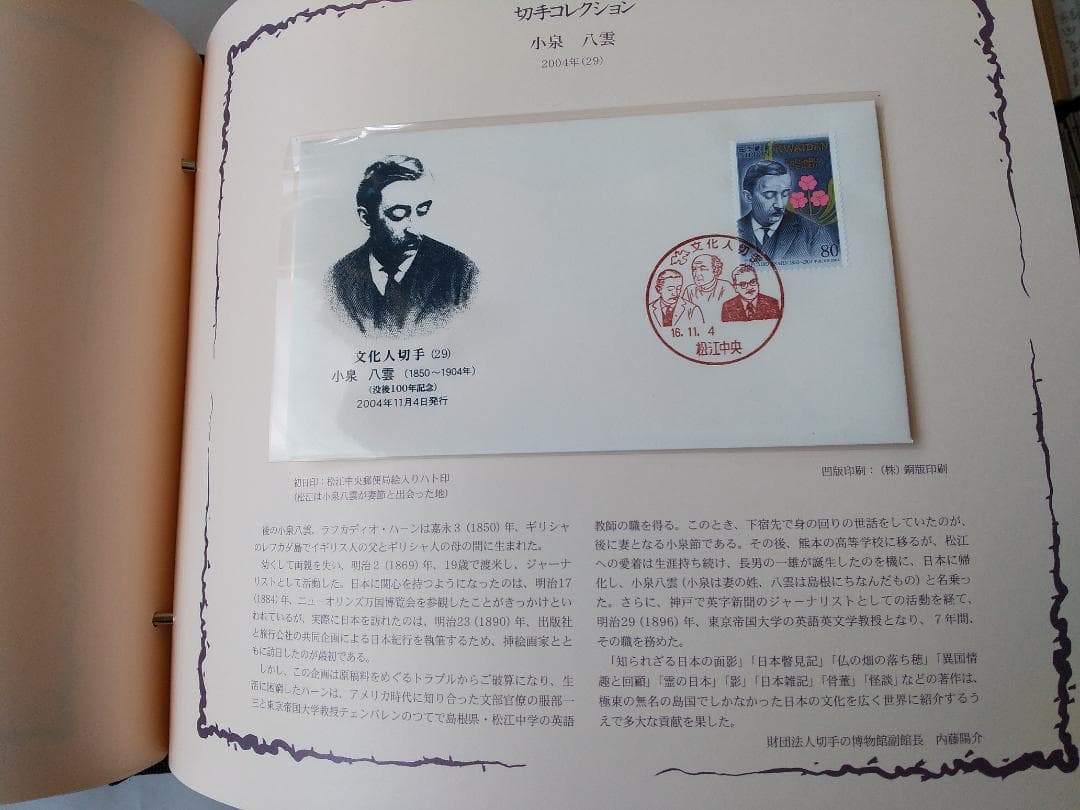 切手コレクション
小泉 八雲
2004年(29)
文化人切手 (29)
小泉 八雲 (1850〜1904年)
(没後100年記念)
2004年11月4日発行
KWAIDEN
80
文化人切手
16.11.4
松江中央
初日印:松江中央郵便局絵入りハト印
(松江は小泉八雲が妻節と出会った地)
凹版印刷:(株)銅版印刷
後の小泉八雲、ラフカディオ・ハーンは嘉永3(1850)年、ギリシャ
のレフカダ島でイギリス人の父とギリシャ人の母の間に生まれた。
幼くして両親を失い、明治2(1869)年、19歳で渡米し、ジャーナ
リストとして活動した。日本に関心を持つようになったのは、明治17
(1884)年、ニューオリンズ万国博覧会を参観したことがきっかけとい
われているが、実際に日本を訪れたのは、明治23(1890)年、出版社
と旅行会社の共同企画による日本紀行を執筆するため、挿絵画家とと
もに訪日したのが最初である。
しかし、この企画は原稿料をめぐるトラブルからご破算になり、生
活に困窮したハーンは、アメリカ時代に知り合った文部官僚の服部一
三と東京帝国大学教授チェンバレンのつてで島根県・松江中学の英語
教師の職を得る。このとき、下宿先で身の回りの世話をしていたのが、
後に妻となる小泉節である。その後、熊本の高等学校に移るが、松江
への愛着は生涯持ち続け、長男の一雄が誕生したのを機に、日本に帰
化し、小泉八雲(小泉は妻の姓、八雲は島根にちなんだもの)と名乗っ
た。さらに、神戸で英字新聞のジャーナリストとしての活動を経て、
明治29(1896)年、東京帝国大学の英語英文学教授となり、7年間、
その職を務めた。
「知られざる日本の面影」「日本瞥見記」「仏の畑の落ち穂」「異国情
趣と回顧」「霊の日本」「影」「日本雑記」「骨董」「怪談」などの著作は、
極東の無名の島国でしかなかった日本の文化を広く世界に紹介するう
えで多大な貢献を果した。
財団法人切手の博物館副館長 内藤陽介